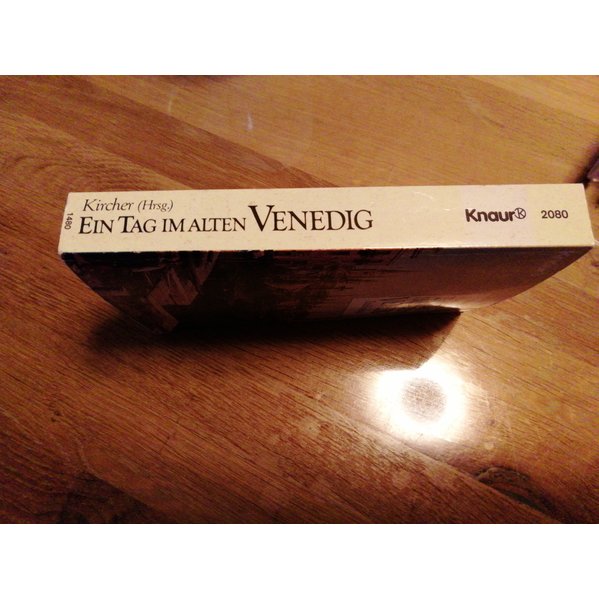 Kircher (Hrsg.)
EIN TAG IM ALTEN VENEDIG
1480
Knaur K
2080